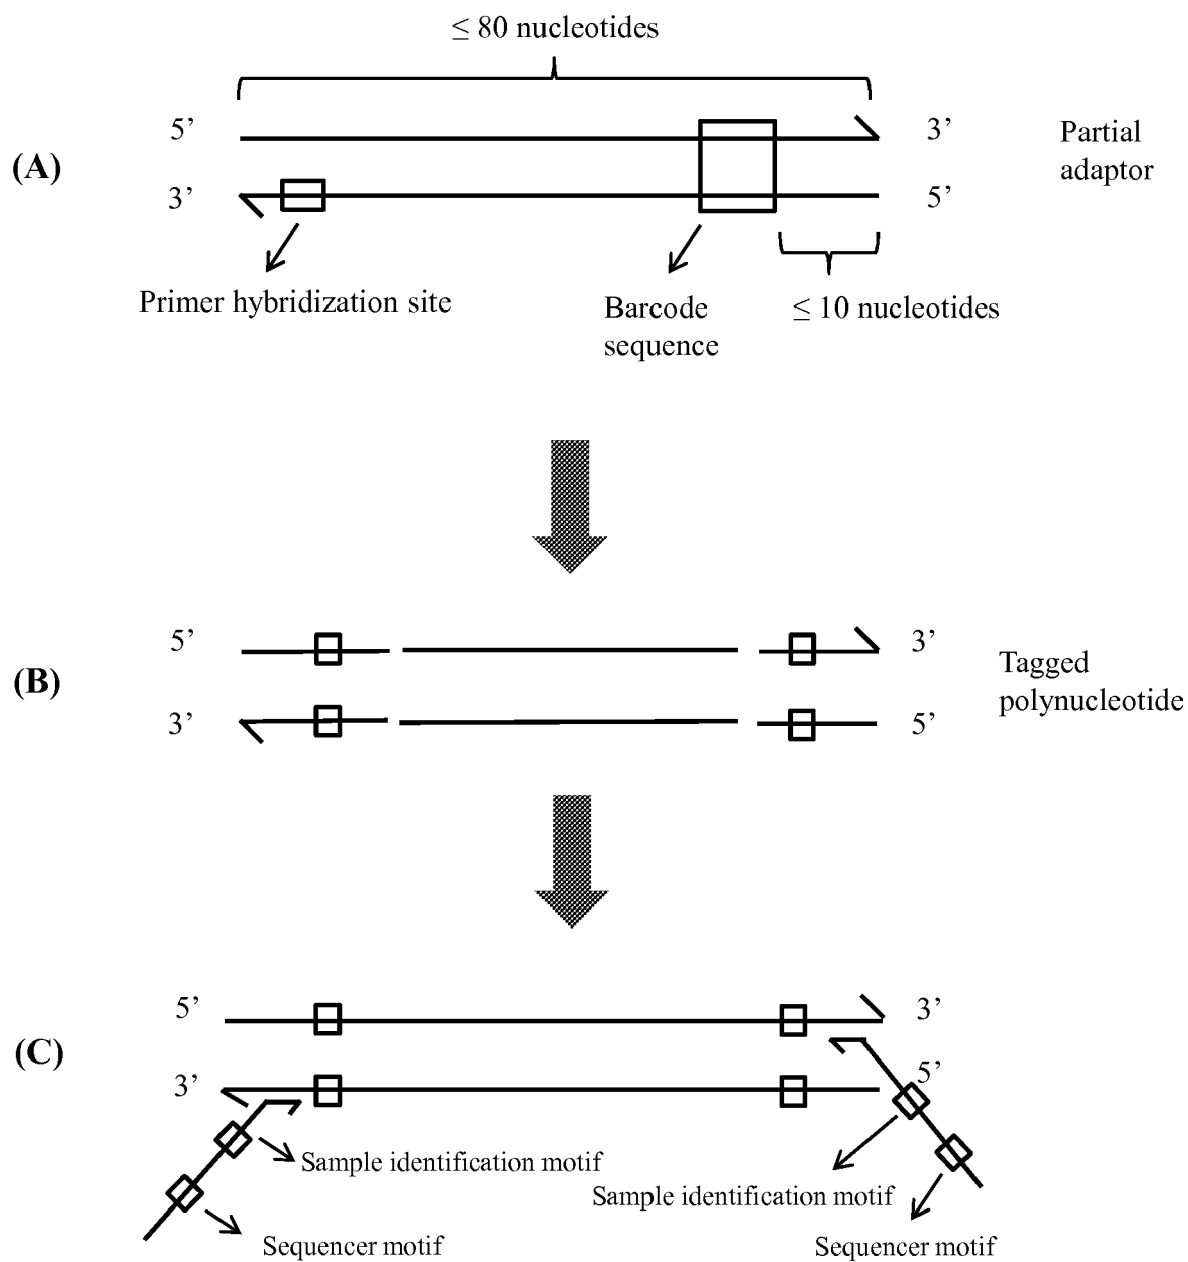 ≤ 80 nucleotides
5’
3’
Partial
adaptor
(A)
3’
5’
Primer hybridization site
Barcode
sequence
≤ 10 nucleotides
5’
3’
Tagged
polynucleotide
(B)
3’
5’
5’
3’
(C)
3’
5’
Sample identification motif
Sample identification motif
Sequencer motif
Sequencer motif